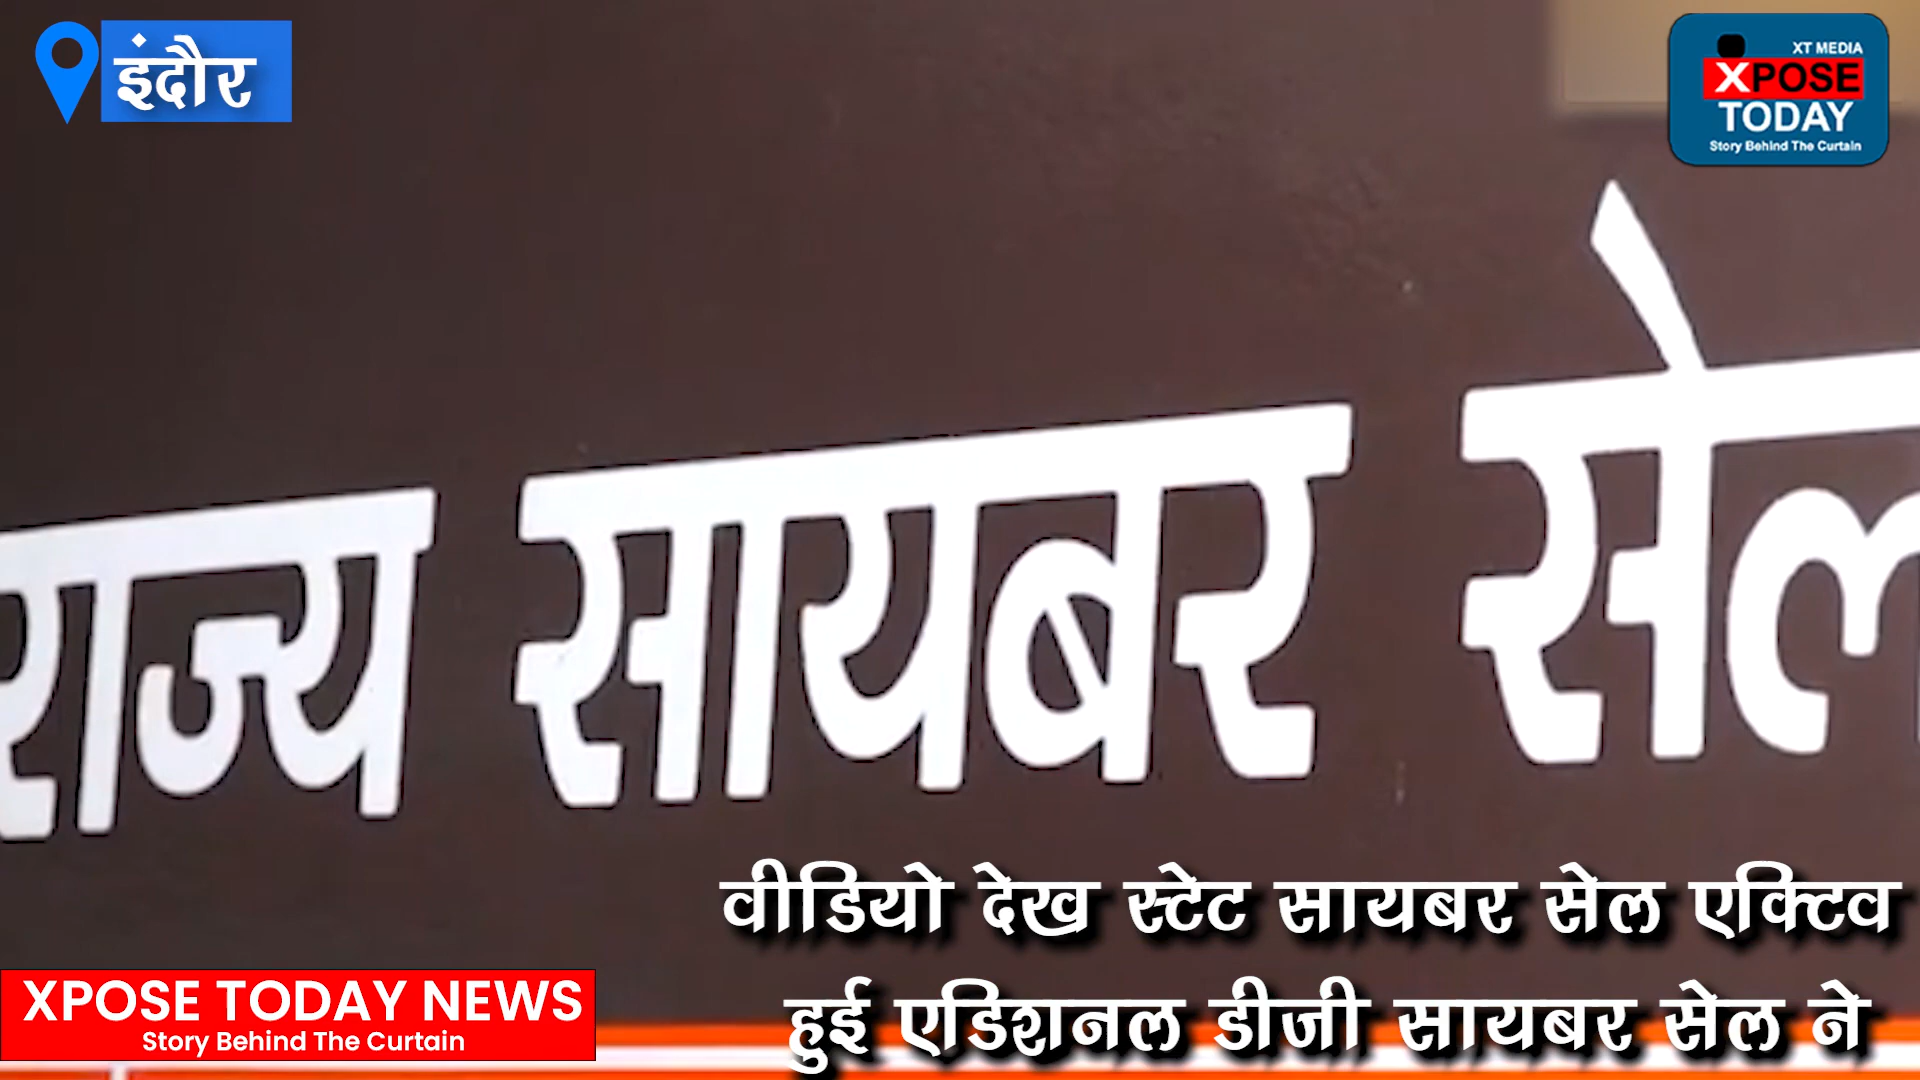 इंदौर
XT MEDIA
XPOSE
TODAY
Story Behind The Curtain
राज्य सायबर सेल
वीडियो देख स्टेट सायबर सेल एक्टिव
हुई एडिशनल डीजी सायबर सेल ने
XPOSE TODAY NEWS
Story Behind The Curtain